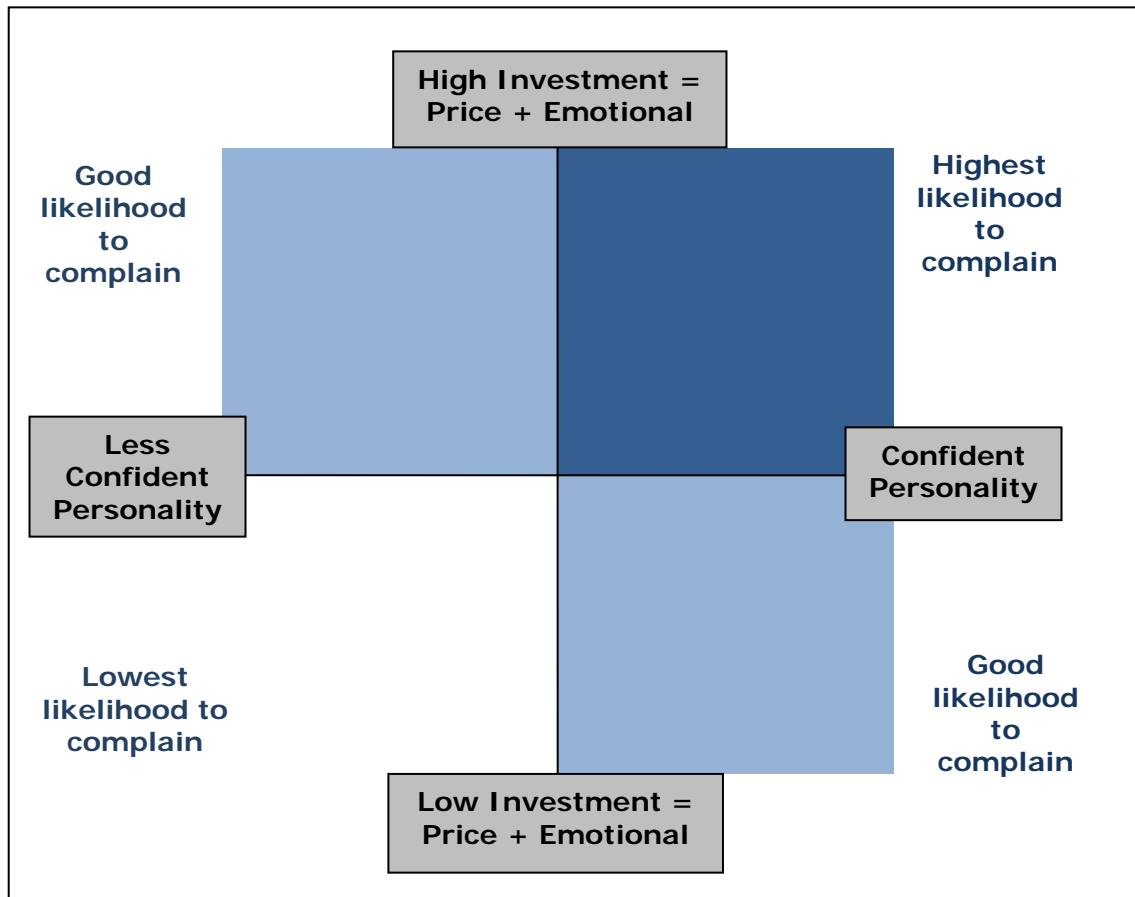 High Investment =
Price + Emotional
Good
likelihood
to
complain
Highest
likelihood
to
complain
Less
Confident
Personality
Confident
Personality
Lowest
likelihood to
complain
Good
likelihood
to
complain
Low Investment =
Price + Emotional